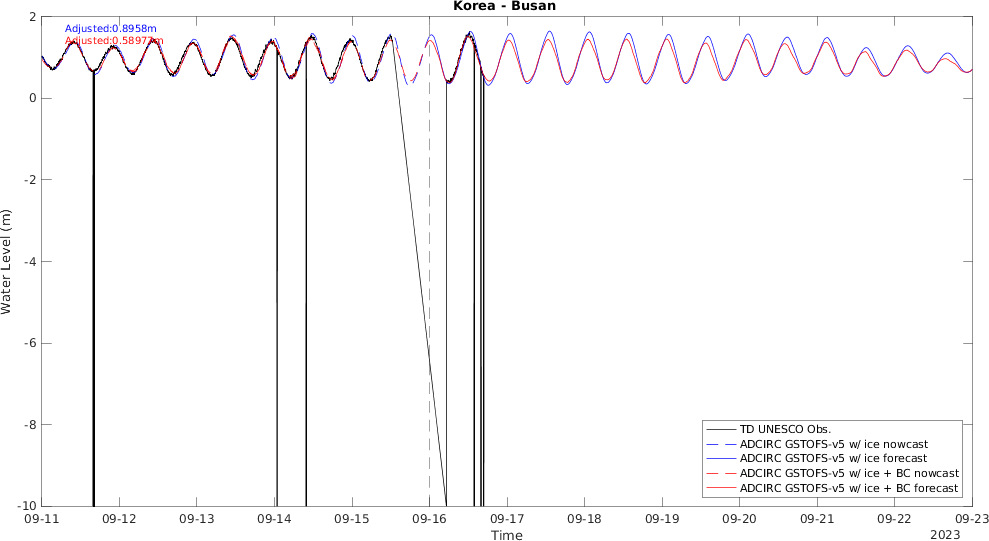 Korea - Busan
Adjusted:0.8958m
Adjusted:0.58977m
2
0
-2
-4
-6
-8
-10
Water Level (m)
09-11 09-12 09-13 09-14 09-15 09-16 09-17 09-18 09-19 09-20 09-21 09-22 09-23
Time
2023
TD UNESCO Obs.
ADCIRC GSTOFS-v5 w/ ice nowcast
ADCIRC GSTOFS-v5 w/ ice forecast
ADCIRC GSTOFS-v5 w/ ice + BC nowcast
ADCIRC GSTOFS-v5 w/ ice + BC forecast